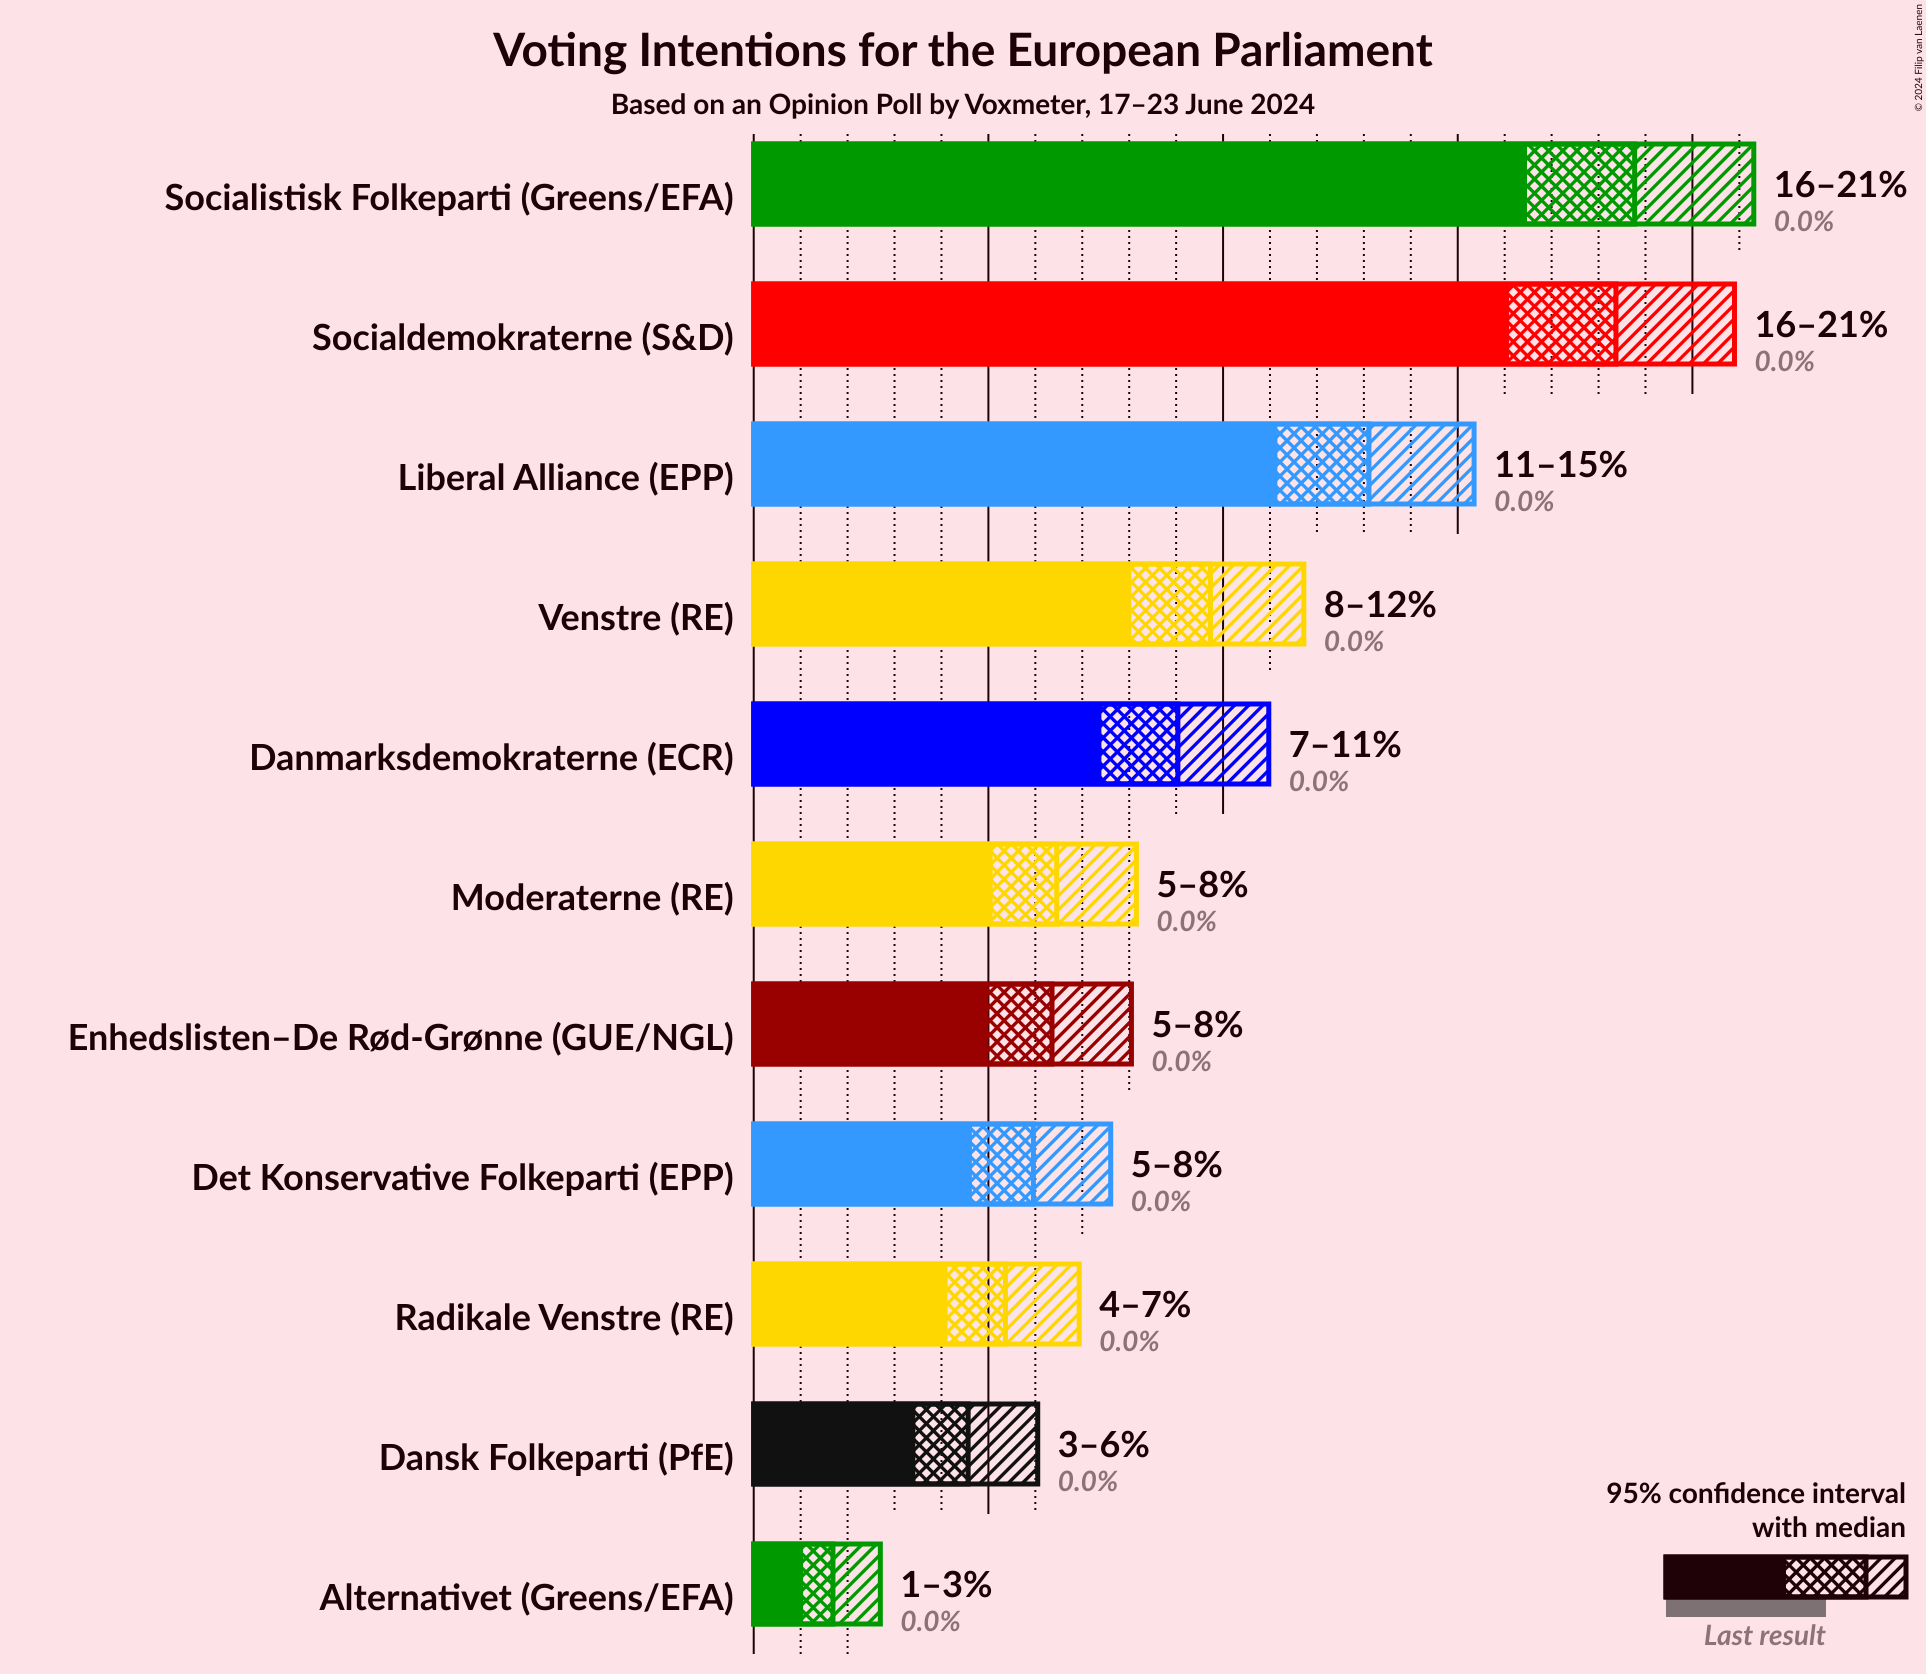 Voting Intentions for the European Parliament
Based on an Opinion Poll by Voxmeter, 17–23 June 2024
© 2024 Filip van Laenen
Socialistisk Folkeparti (Greens/EFA)
16–21%
0.0%
Socialdemokraterne (S&D)
16–21%
0.0%
Liberal Alliance (EPP)
11–15%
0.0%
Venstre (RE)
8–12%
0.0%
Danmarksdemokraterne (ECR)
7–11%
0.0%
Moderaterne (RE)
5–8%
0.0%
Enhedslisten–De Rød-Grønne (GUE/NGL)
5–8%
0.0%
Det Konservative Folkeparti (EPP)
5–8%
0.0%
Radikale Venstre (RE)
4–7%
0.0%
Dansk Folkeparti (PfE)
3–6%
0.0%
Alternativet (Greens/EFA)
1–3%
0.0%
95% confidence interval
with median
Last result